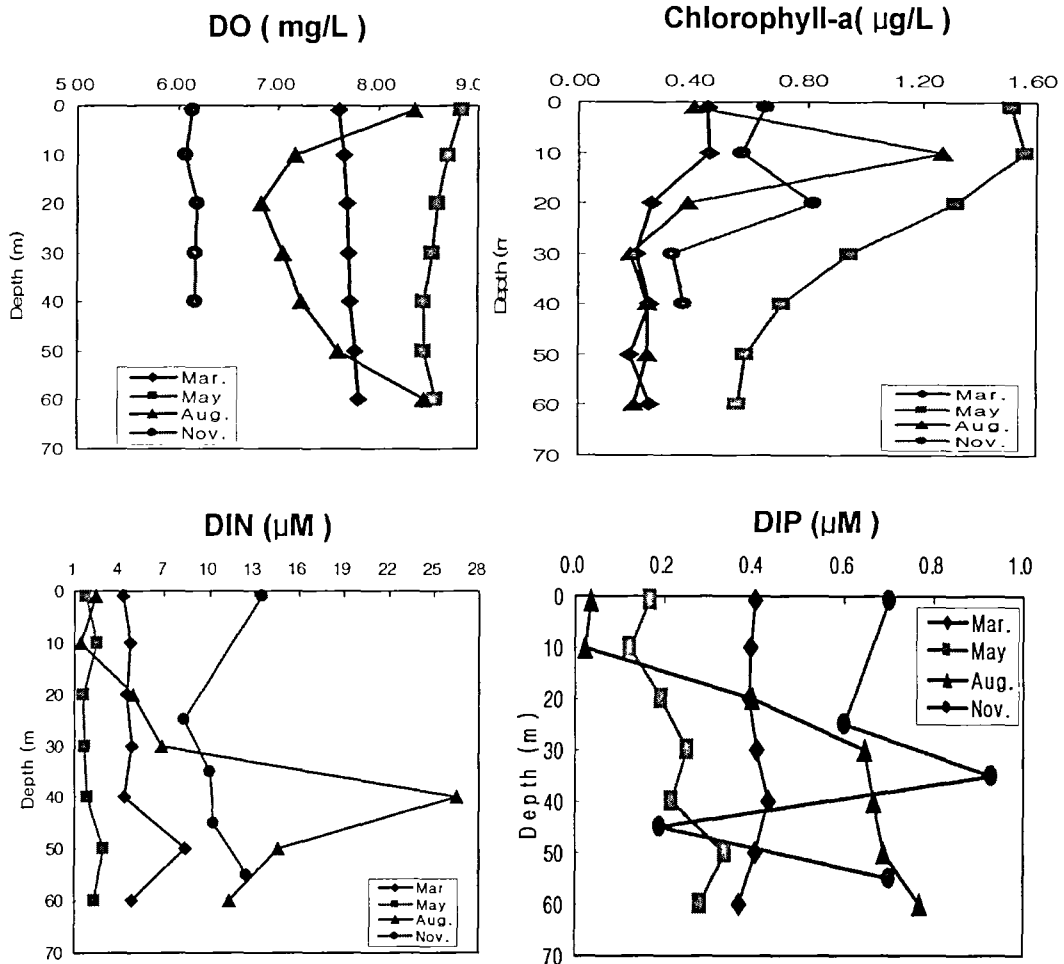 DO ( mg/L )
5 00 6.00 7.00 8.00 9.0
0
10
20
30
40
50
60
70
Depth (m)
Mar.
May
Aug.
Nov.
Chlorophyll-a( μg/L )
0.00 0.40 0.80 1.20 1.60
0
10
20
30
40
50
60
70
Depth (m
Mar.
May
Aug.
Nov.
DIN (μM )
1 4 7 10 13 16 19 22 25 28
0
10
20
30
40
50
60
70
Depth (m
Mar
May
Aug.
Nov.
DIP (μM )
0.0 0.2 0.4 0.6 0.8 1.0
0
10
20
30
40
50
60
70
Depth (m)
Mar.
May
Aug.
Nov.